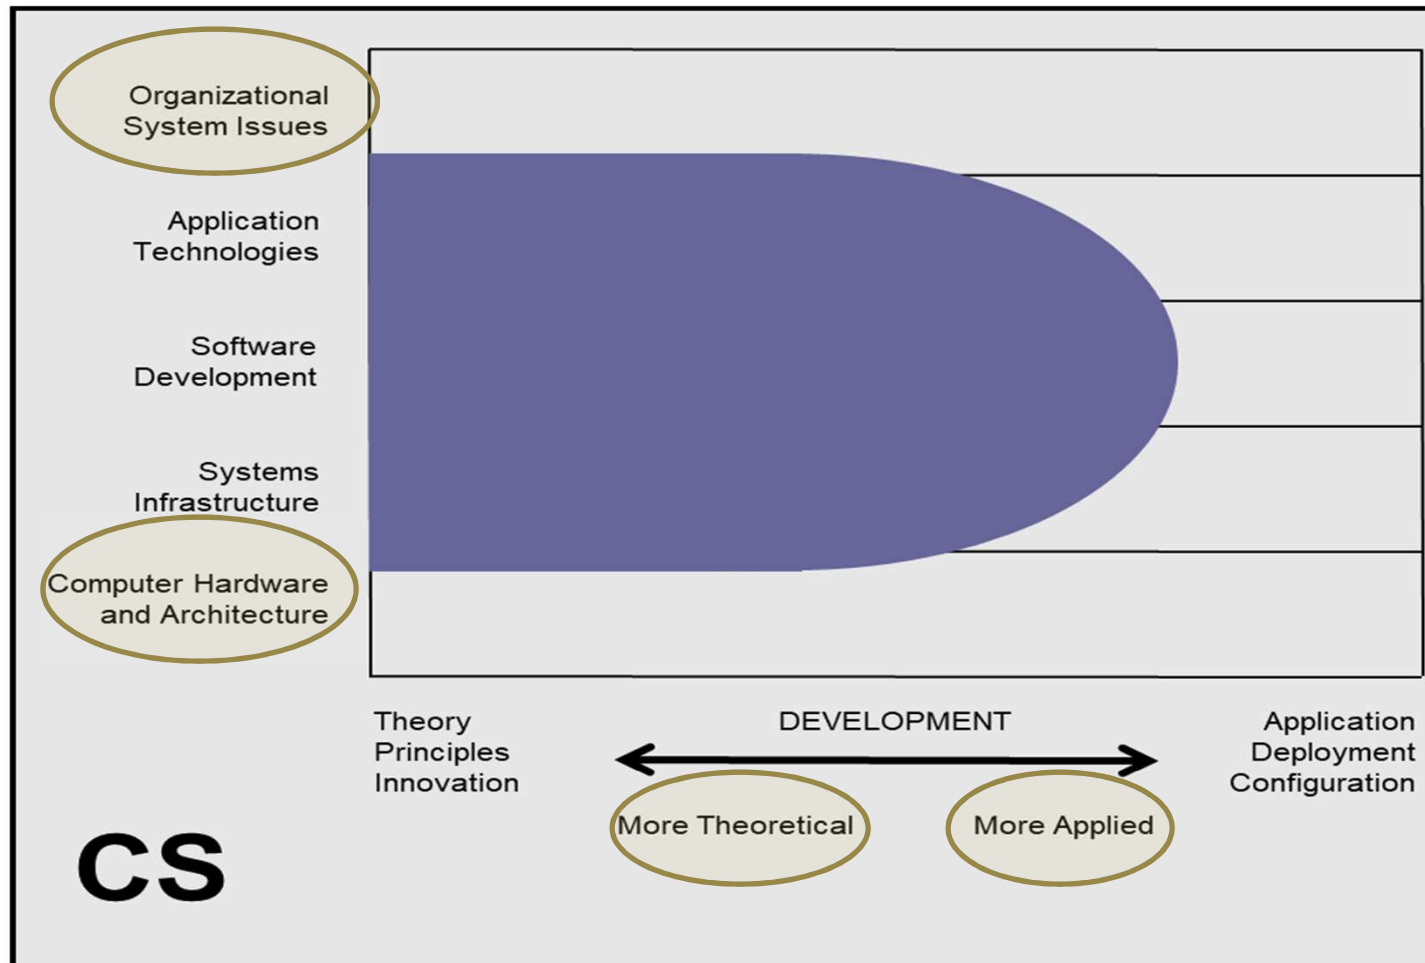 Organizational
System Issues
Application
Technologies
Software
Development
Systems
Infrastructure
Computer Hardware
and Architecture
Theory
Principles
Innovation
DEVELOPMENT
Application
Deployment
Configuration
More Theoretical
More Applied
CS